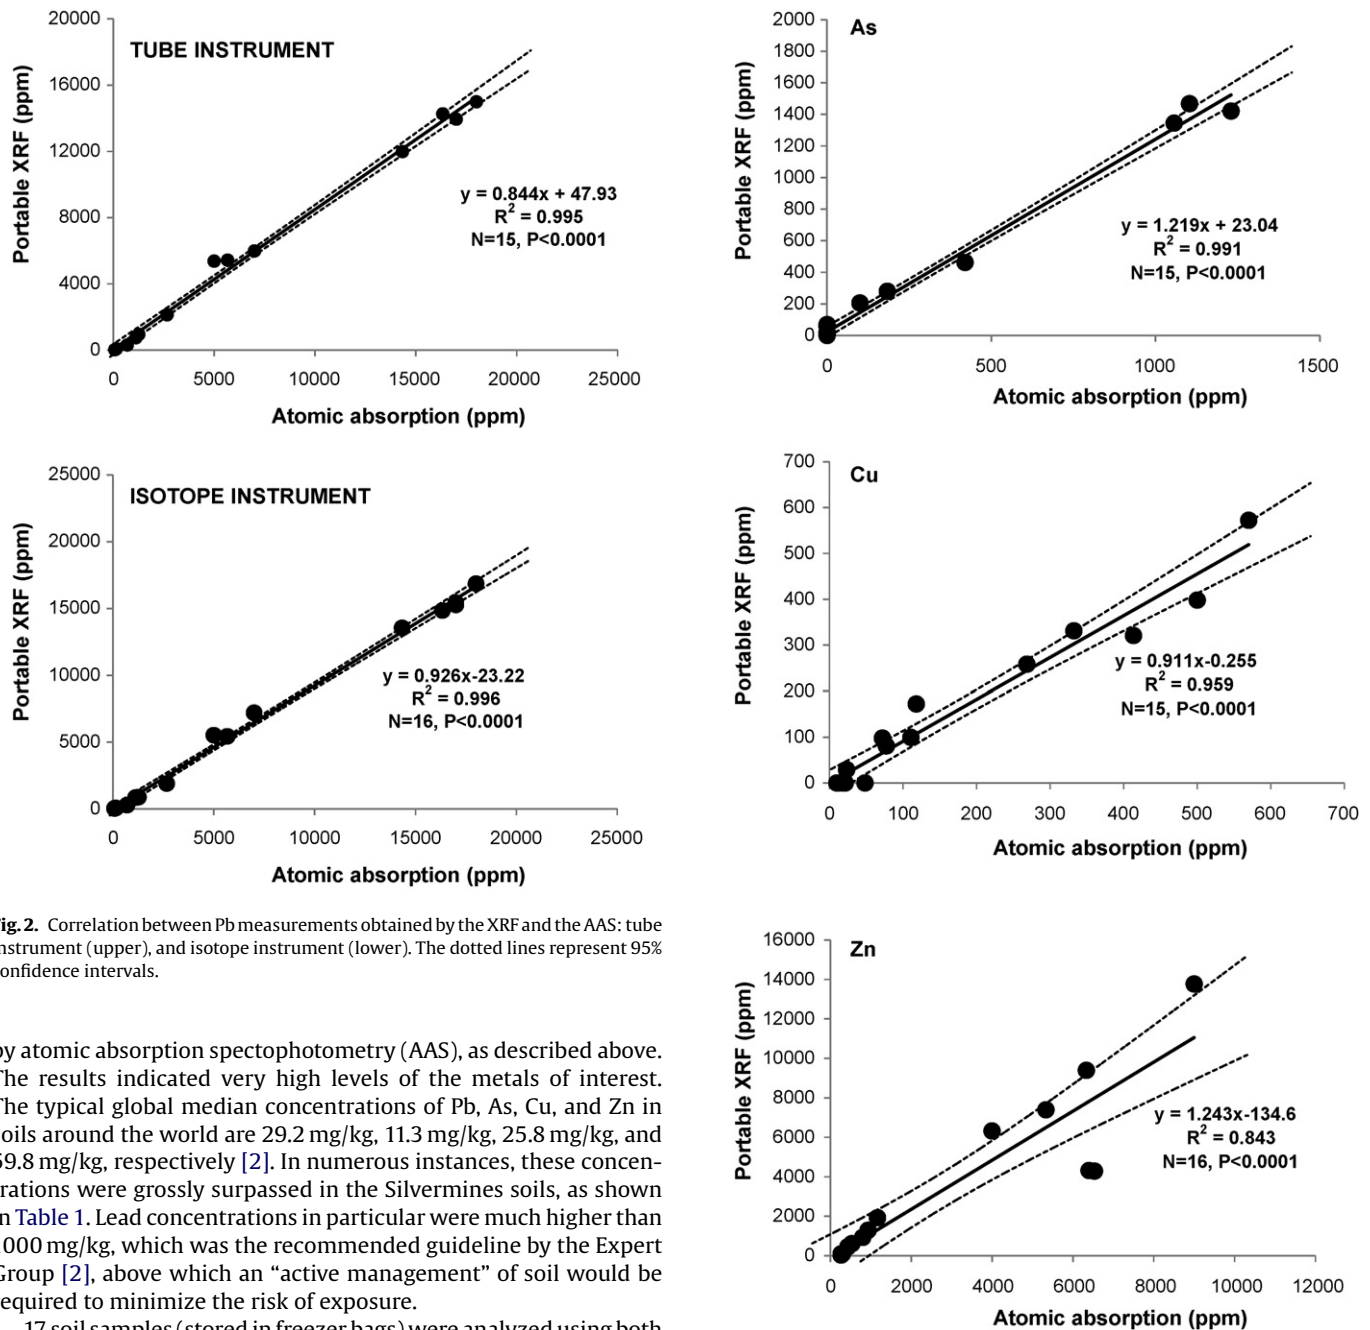 TUBE INSTRUMENT
Portable XRF (ppm)
20000
16000
12000
8000
4000
0
y = 0.844x + 47.93
R² = 0.995
N=15, P<0.0001
0 5000 10000 15000 20000 25000
Atomic absorption (ppm)
ISOTOPE INSTRUMENT
Portable XRF (ppm)
25000
20000
15000
10000
5000
0
y = 0.926x-23.22
R² = 0.996
N=16, P<0.0001
0 5000 10000 15000 20000 25000
Atomic absorption (ppm)
ig. 2. Correlation between Pb measurements obtained by the XRF and the AAS: tube
nstrument (upper), and isotope instrument (lower). The dotted lines represent 95%
onfidence intervals.
by atomic absorption spectophotometry (AAS), as described above.
The results indicated very high levels of the metals of interest.
The typical global median concentrations of Pb, As, Cu, and Zn in
oils around the world are 29.2 mg/kg, 11.3 mg/kg, 25.8 mg/kg, and
59.8 mg/kg, respectively [2]. In numerous instances, these concen-
rations were grossly surpassed in the Silvermines soils, as shown
n Table 1. Lead concentrations in particular were much higher than
000 mg/kg, which was the recommended guideline by the Expert
Group [2], above which an “active management” of soil would be
equired to minimize the risk of exposure.
17 soil samples (stored in freezer bags) were analyzed using both
As
Portable XRF (ppm)
2000
1800
1600
1400
1200
1000
800
600
400
200
0
y = 1.219x + 23.04
R² = 0.991
N=15, P<0.0001
0 500 1000 1500
Atomic absorption (ppm)
Cu
Portable XRF (ppm)
700
600
500
400
300
200
100
0
y = 0.911x-0.255
R² = 0.959
N=15, P<0.0001
0 100 200 300 400 500 600 700
Atomic absorption (ppm)
Zn
Portable XRF (ppm)
16000
14000
12000
10000
8000
6000
4000
2000
0
y = 1.243x-134.6
R² = 0.843
N=16, P<0.0001
0 2000 4000 6000 8000 10000 12000
Atomic absorption (ppm)